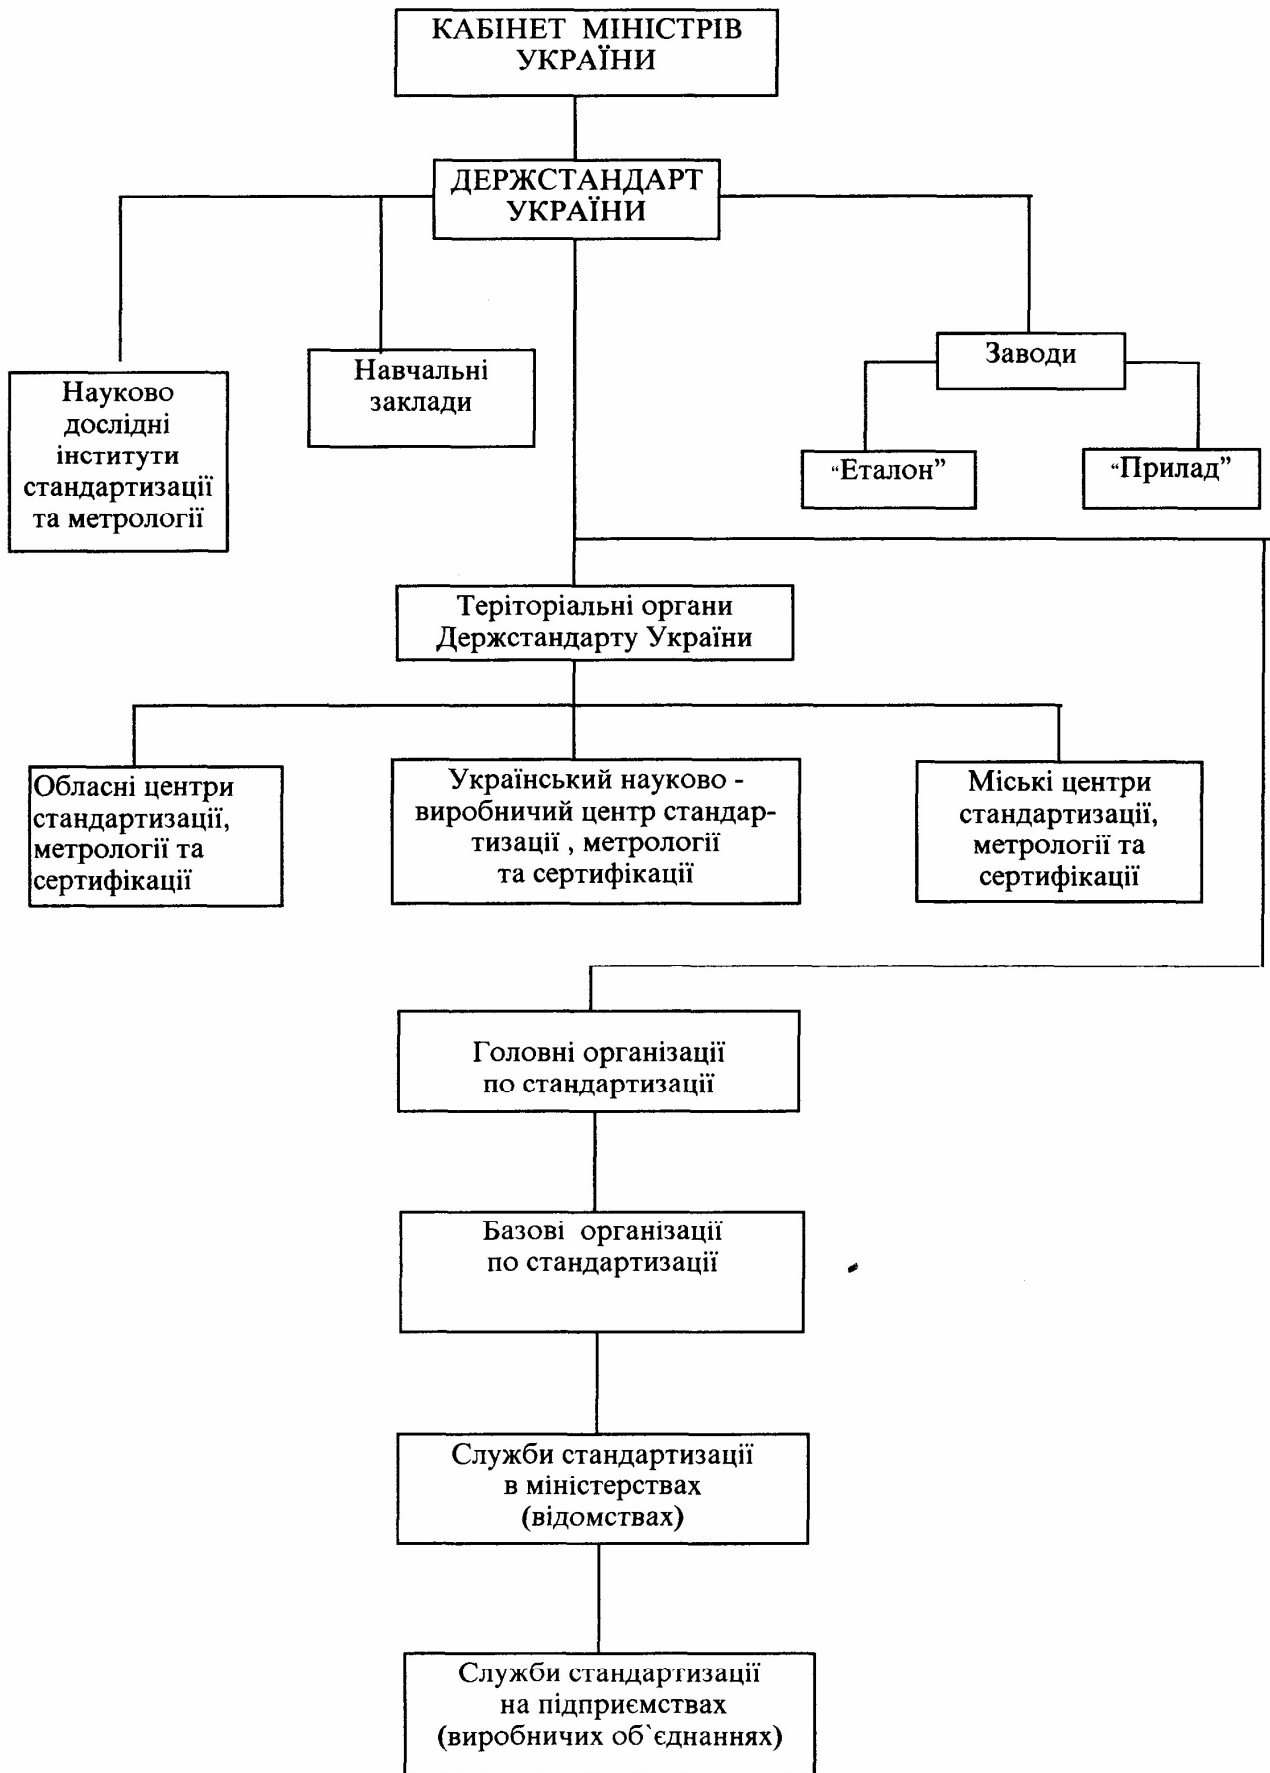 КАБІНЕТ МІНІСТРІВ
УКРАЇНИ
ДЕРЖСТАНДАРТ
УКРАЇНИ
Науково
дослідні
інститути
стандартизації
та метрології
Навчальні
заклади
Заводи
“Еталон”
“Прилад”
Теріторіальні органи
Держстандарту України
Обласні центри
стандартизації,
метрології та
сертифікації
Український науково -
виробничий центр стандар-
тизації , метрології
та сертифікації
Міські центри
стандартизації,
метрології та
сертифікації
Головні організації
по стандартизації
Базові організації
по стандартизації
Служби стандартизації
в міністерствах
(відомствах)
Служби стандартизації
на підприємствах
(виробничих об`єднаннях)